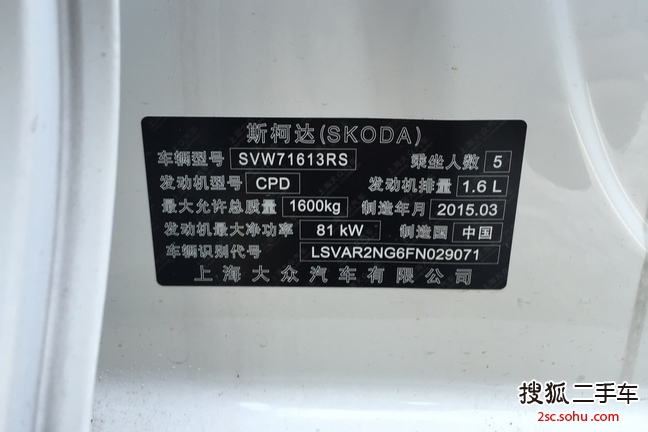 斯柯达(SKODA)
车辆型号 SVW71613RS 乘坐人数 5
发动机型号 CPD 发动机排量 1.6 L
最大允许总质量 1600kg 制造年月 2015.03
发动机最大净功率 81 kW 制造国 中国
车辆识别代号 LSVAR2NG6FN029071
上海大众汽车有限公司
搜狐二手车
2sc.sohu.com